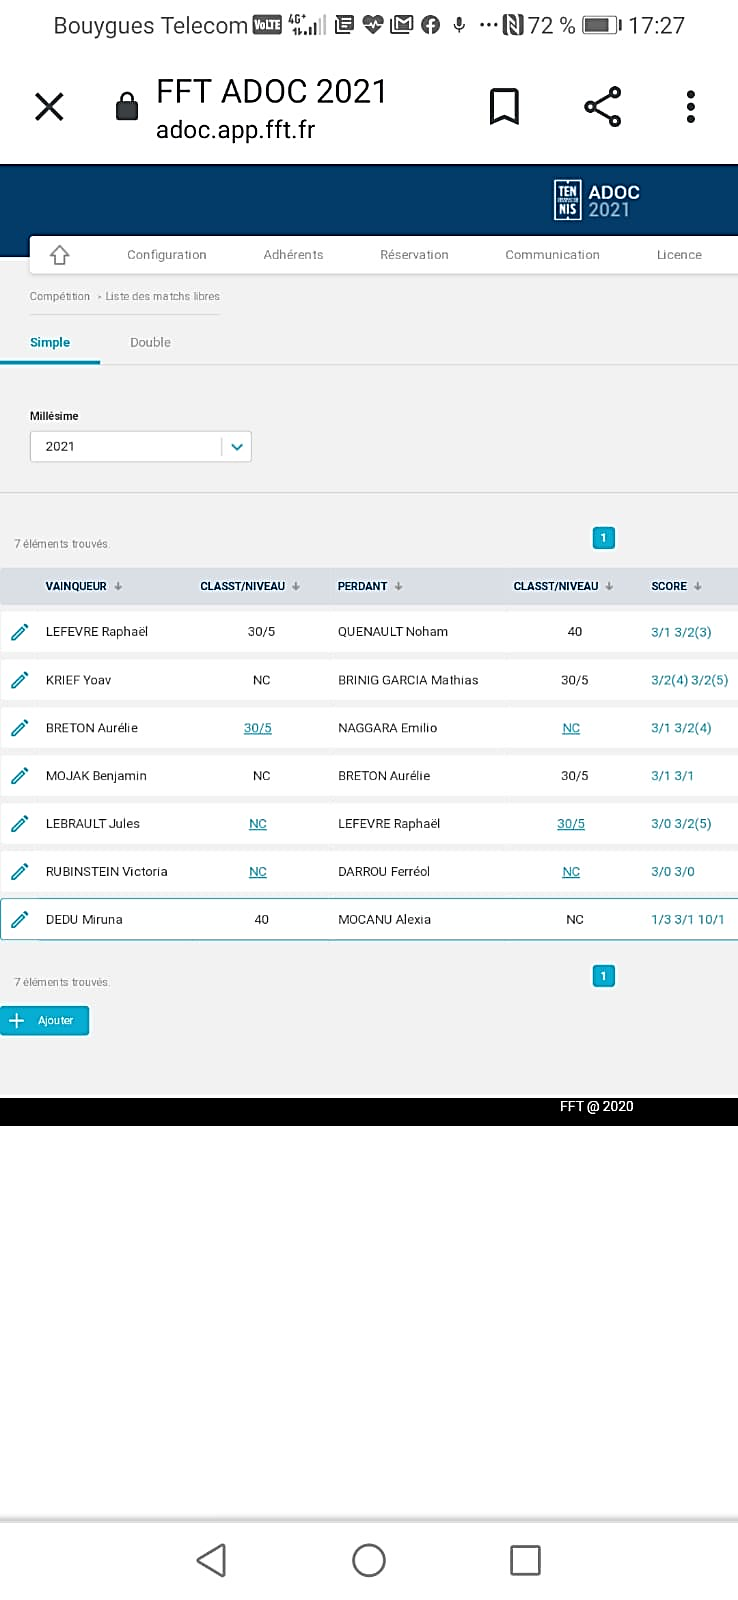 Bouygues Telecom VoLTE 4G+ 72 % 17:27
FFT ADOC 2021
adoc.app.fft.fr
TEN
NIS
ADOC
2021
Configuration Adhérents Réservation Communication Licence
Compétition > Liste des matchs libres
Simple Double
Millésime
2021
7 éléments trouvés. 1
VAINQUEUR CLASST/NIVEAU PERDANT CLASST/NIVEAU SCORE
LEFEVRE Raphaël 30/5 QUENAULT Noham 40 3/1 3/2(3)
KRIEF Yoav NC BRINIG GARCIA Mathias 30/5 3/2(4) 3/2(5)
BRETON Aurélie 30/5 NAGGARA Emilio NC 3/1 3/2(4)
MOJAK Benjamin NC BRETON Aurélie 30/5 3/1 3/1
LEBRAULT Jules NC LEFEVRE Raphaël 30/5 3/0 3/2(5)
RUBINSTEIN Victoria NC DARROU Ferréol NC 3/0 3/0
DEDU Miruna 40 MOCANU Alexia NC 1/3 3/1 10/1
7 éléments trouvés. 1
+ Ajouter
FFT @ 2020